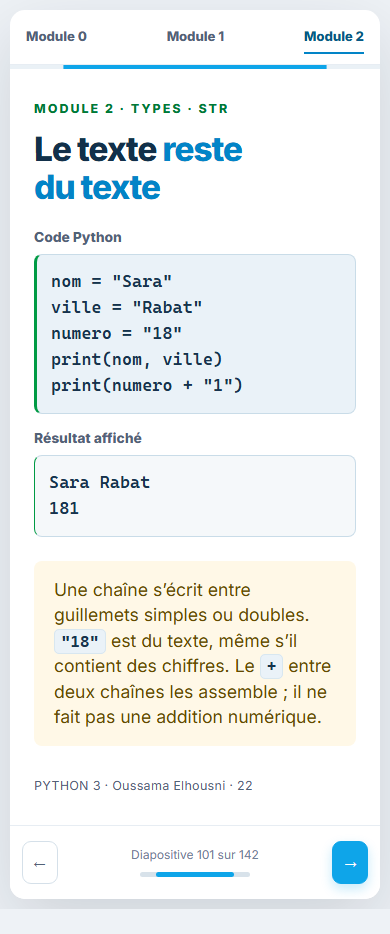 Module 0 Module 1 Module 2
MODULE 2 · TYPES · STR
Le texte reste
du texte
Code Python
nom = "Sara"
ville = "Rabat"
numero = "18"
print(nom, ville)
print(numero + "1")
Résultat affiché
Sara Rabat
181
Une chaîne s’écrit entre
guillemets simples ou doubles.
"18" est du texte, même s’il
contient des chiffres. Le + entre
deux chaînes les assemble ; il ne
fait pas une addition numérique.
PYTHON 3 · Oussama Elhousni · 22
Diapositive 101 sur 142
← →